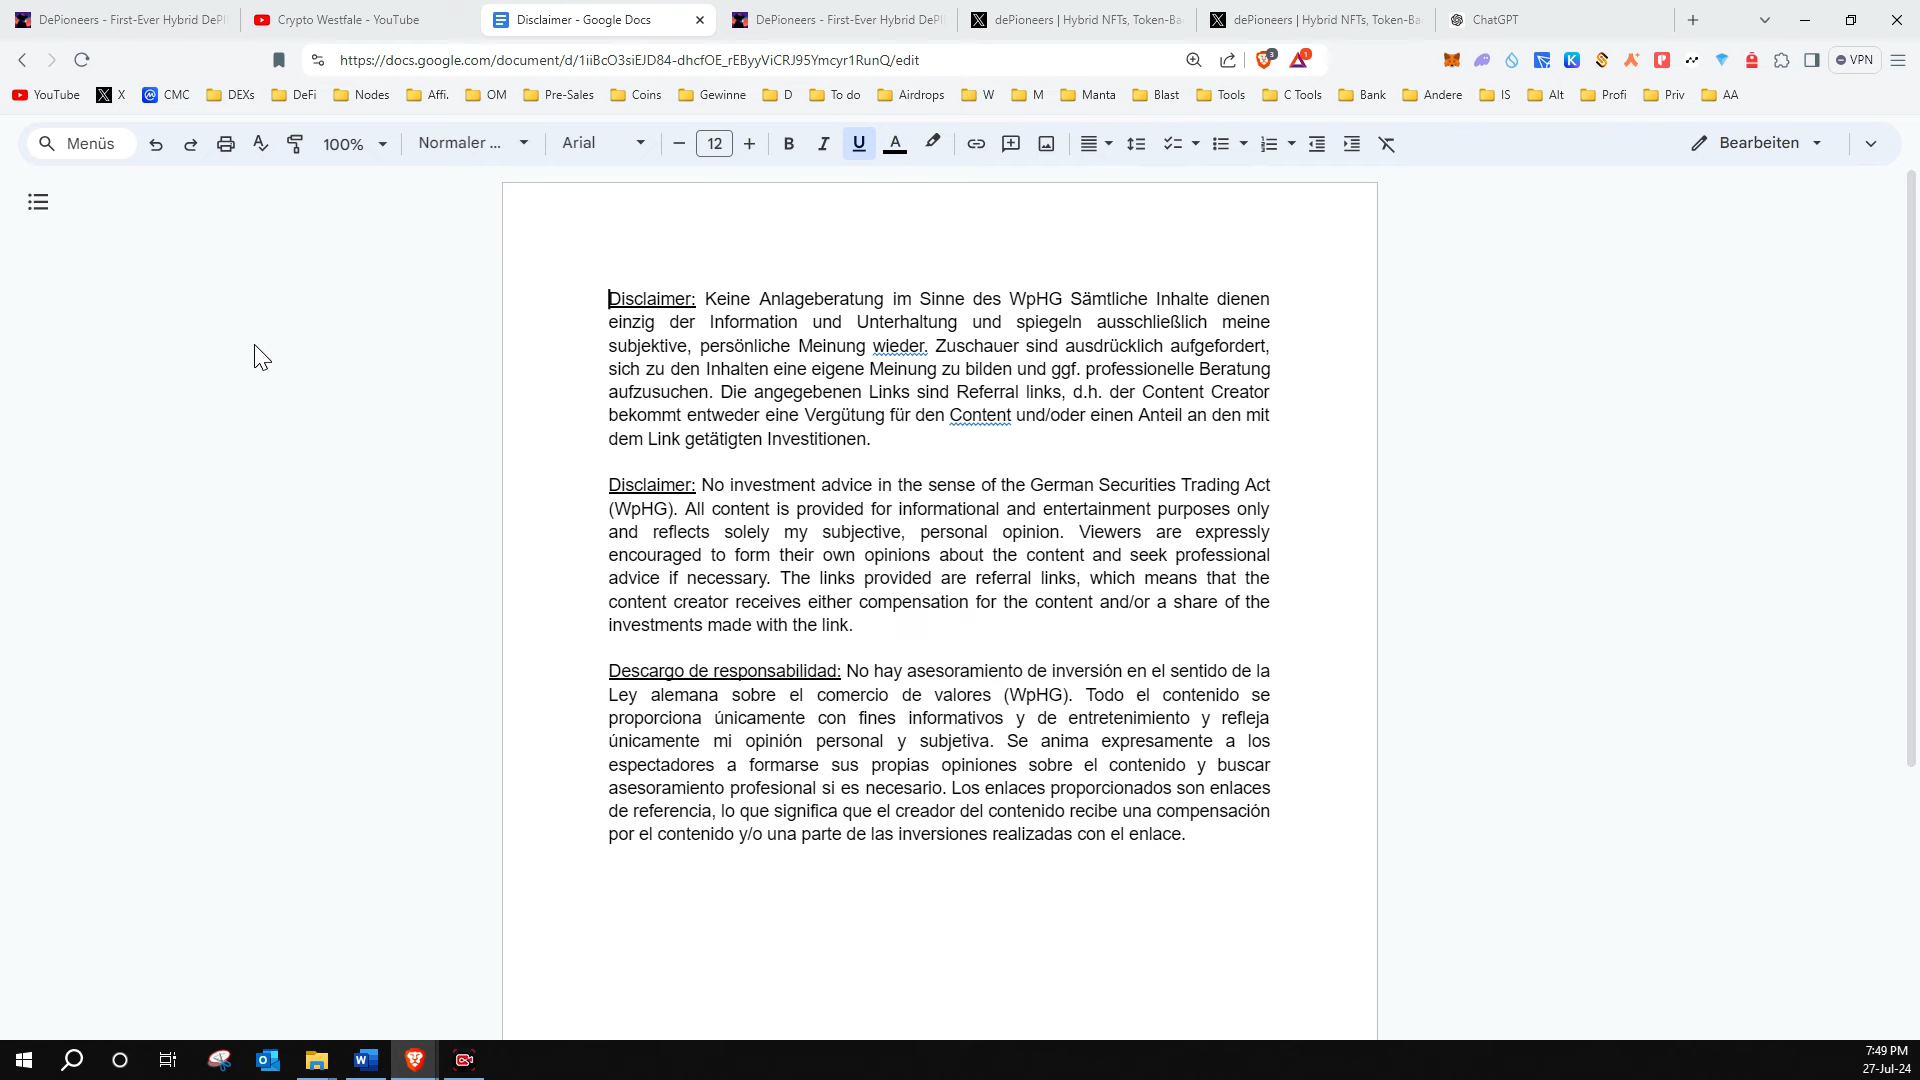 DePioneers - First-Ever Hybrid DePI
Crypto Westfale - YouTube
Disclaimer - Google Docs
DePioneers - First-Ever Hybrid DePI
dePioneers | Hybrid NFTs, Token-Ba
dePioneers | Hybrid NFTs, Token-Ba
ChatGPT
https://docs.google.com/document/d/1iiBcO3siEJD84-dhcfOE_rEByyViCRJ95Ymcyr1RunQ/edit
3
1
VPN
YouTube
X
CMC
DEXs
DeFi
Nodes
Affi.
OM
Pre-Sales
Coins
Gewinne
D
To do
Airdrops
W
M
Manta
Blast
Tools
C Tools
Bank
Andere
IS
Alt
Profi
Priv
AA
Menüs
100%
Normaler ...
Arial
12
B
I
U
A
Bearbeiten
Disclaimer: Keine Anlageberatung im Sinne des WpHG Sämtliche Inhalte dienen
einzig der Information und Unterhaltung und spiegeln ausschließlich meine
subjektive, persönliche Meinung wieder. Zuschauer sind ausdrücklich aufgefordert,
sich zu den Inhalten eine eigene Meinung zu bilden und ggf. professionelle Beratung
aufzusuchen. Die angegebenen Links sind Referral links, d.h. der Content Creator
bekommt entweder eine Vergütung für den Content und/oder einen Anteil an den mit
dem Link getätigten Investitionen.
Disclaimer: No investment advice in the sense of the German Securities Trading Act
(WpHG). All content is provided for informational and entertainment purposes only
and reflects solely my subjective, personal opinion. Viewers are expressly
encouraged to form their own opinions about the content and seek professional
advice if necessary. The links provided are referral links, which means that the
content creator receives either compensation for the content and/or a share of the
investments made with the link.
Descargo de responsabilidad: No hay asesoramiento de inversión en el sentido de la
Ley alemana sobre el comercio de valores (WpHG). Todo el contenido se
proporciona únicamente con fines informativos y de entretenimiento y refleja
únicamente mi opinión personal y subjetiva. Se anima expresamente a los
espectadores a formarse sus propias opiniones sobre el contenido y buscar
asesoramiento profesional si es necesario. Los enlaces proporcionados son enlaces
de referencia, lo que significa que el creador del contenido recibe una compensación
por el contenido y/o una parte de las inversiones realizadas con el enlace.
7:49 PM
27-Jul-24